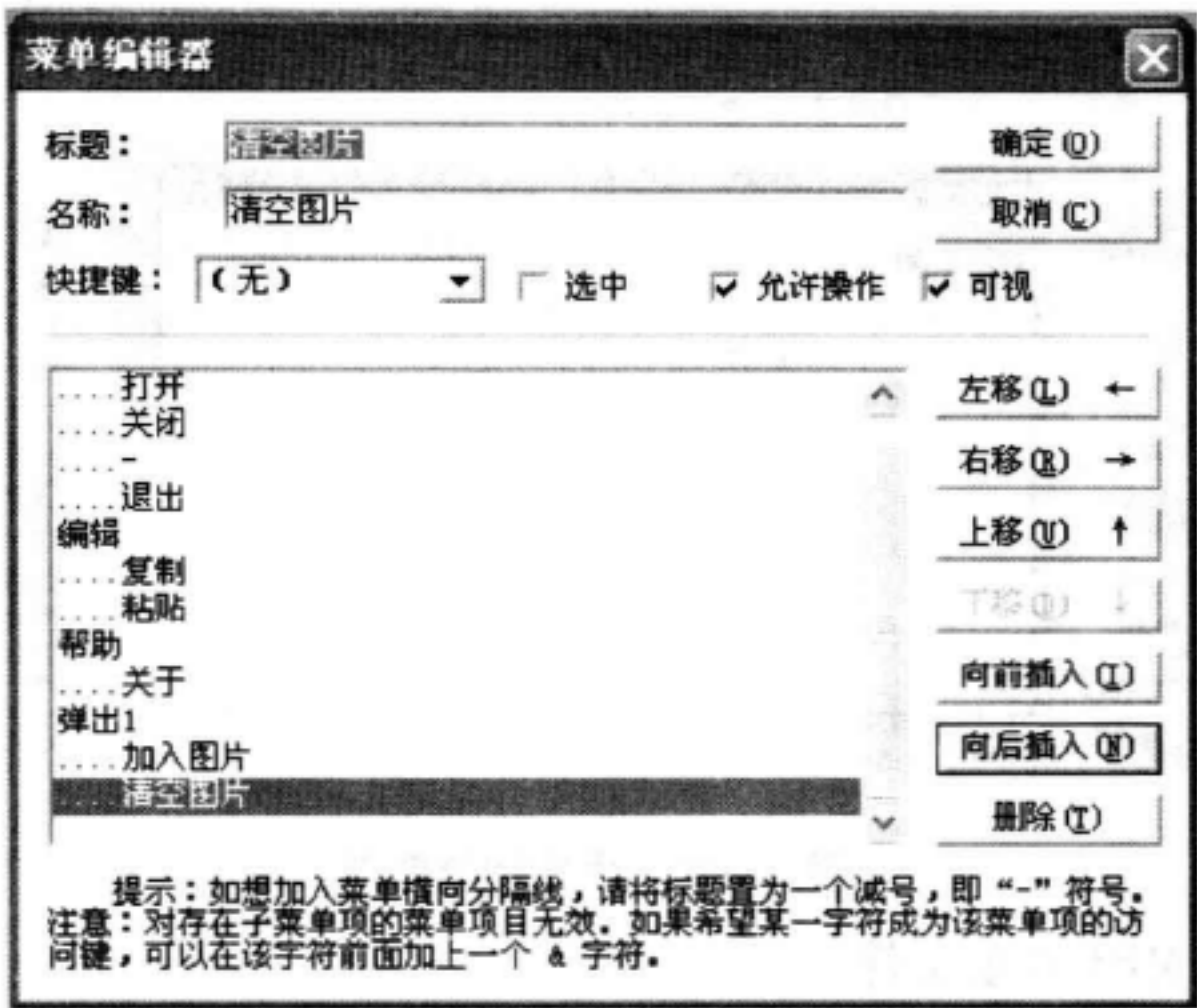 菜单编辑器
标题： 清空图片 确定(O)
名称： 清空图片 取消(C)
快捷键： (无) 选中 允许操作 可视
....打开
....关闭
....-
....退出
编辑
....复制
....粘贴
帮助
....关于
弹出1
....加入图片
....清空图片
左移(L) ←
右移(R) →
上移(U) ↑
下移(D) ↓
向前插入(I)
向后插入(N)
删除(T)
提示：如想加入菜单横向分隔线，请将标题置为一个减号，即“-”符号。
注意：对存在子菜单项的菜单项目无效。如果希望某一字符成为该菜单项的访
问键，可以在该字符前面加上一个 & 字符。